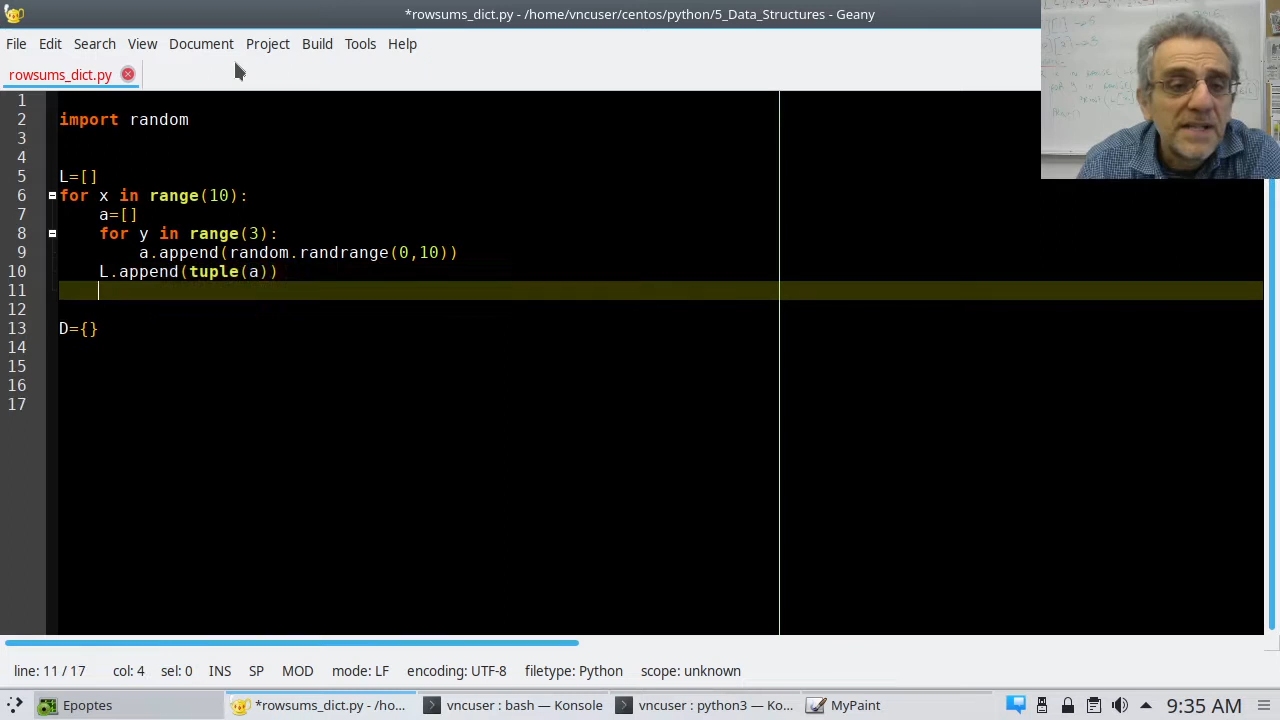 *rowsums_dict.py - /home/vncuser/centos/python/5_Data_Structures - Geany
File Edit Search View Document Project Build Tools Help
rowsums_dict.py
1
2 import random
3
4
5 L=[]
6 for x in range(10):
7 a=[]
8 for y in range(3):
9 a.append(random.randrange(0,10))
10 L.append(tuple(a))
11
12
13 D={}
14
15
16
17
line: 11 / 17 col: 4 sel: 0 INS SP MOD mode: LF encoding: UTF-8 filetype: Python scope: unknown
Epoptes *rowsums_dict.py - /ho... vncuser : bash — Konsole vncuser : python3 — Ko... MyPaint 9:35 AM